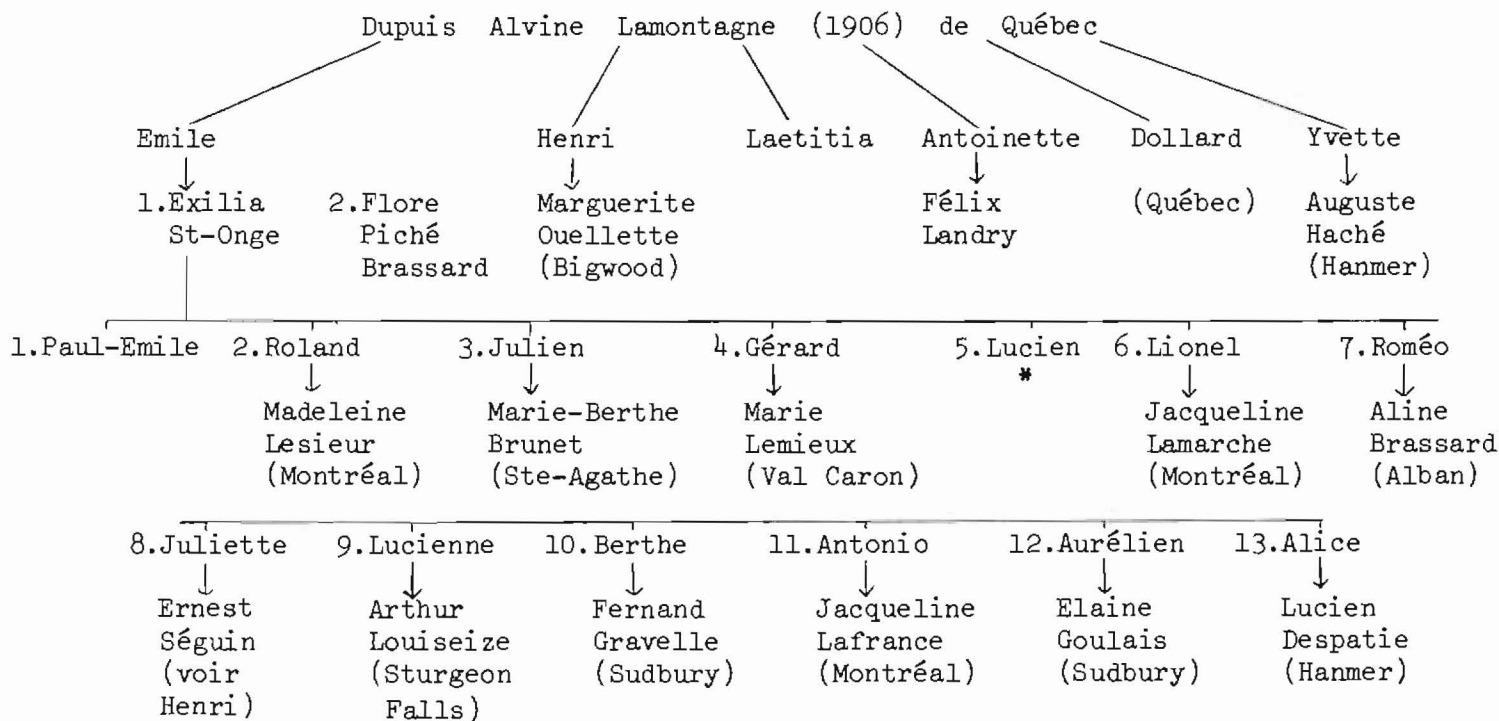 Dupuis Alvine Lamontagne (1906) de Québec
Emile Henri Laetitia Antoinette Dollard Yvette
1.Exilia 2.Flore Marguerite Félix (Québec) Auguste
St-Onge Piché Ouellette Landry Haché
Brassard (Bigwood) (Hanmer)
1.Paul-Emile 2.Roland 3.Julien 4.Gérard 5.Lucien 6.Lionel 7.Roméo
*
Madeleine Marie-Berthe Marie Jacqueline Aline
Lesieur Brunet Lemieux Lamarche Brassard
(Montréal) (Ste-Agathe) (Val Caron) (Montréal) (Alban)
8.Juliette 9.Lucienne 10.Berthe 11.Antonio 12.Aurélien 13.Alice
Ernest Arthur Fernand Jacqueline Elaine Lucien
Séguin Louiseize Gravelle Lafrance Goulais Despatie
(voir (Sturgeon (Sudbury) (Montréal) (Sudbury) (Hanmer)
Henri) Falls)